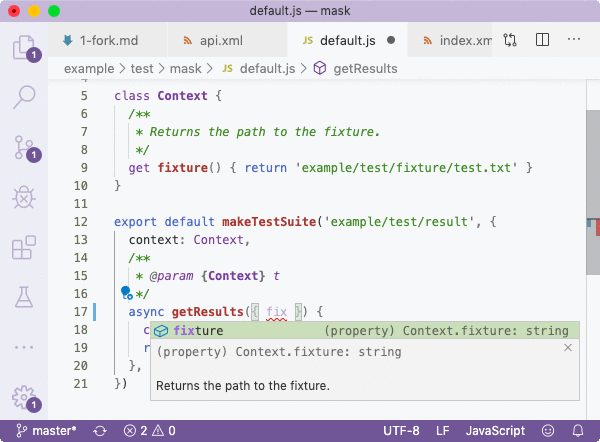 default.js — mask
1-fork.md
api.xml
JS default.js
index.xm
example > test > mask > JS default.js > getResults
4
5 class Context {
6 /**
7 * Returns the path to the fixture.
8 */
9 get fixture() { return 'example/test/fixture/test.txt' }
10 }
11
12 export default makeTestSuite('example/test/result', {
13 context: Context,
14 /**
15 * @param {Context} t
16 */
17 async getResults({ fix }) {
18 c
fixture (property) Context.fixture: string
19 r
(property) Context.fixture: string
20 },
21 })
Returns the path to the fixture.
1
1
1
master* 2 0 UTF-8 LF JavaScript